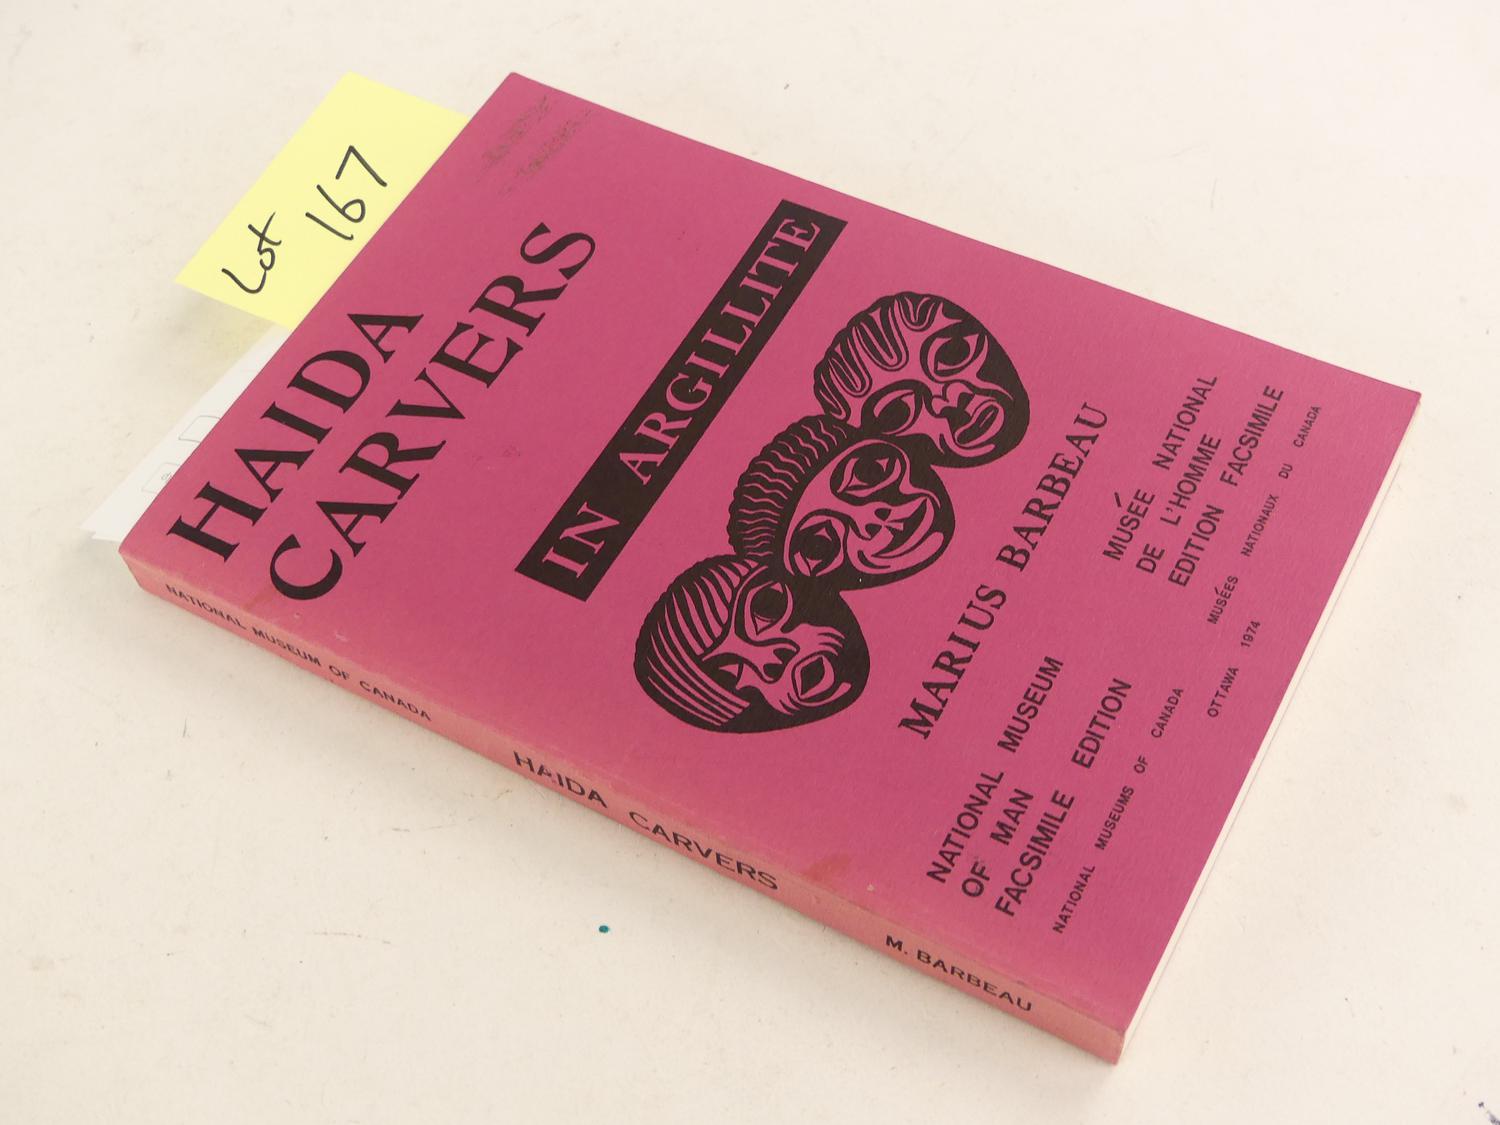 Lot
167
HAIDA
CARVERS
IN ARGILLITE
MARIUS BARBEAU
NATIONAL MUSEUM
OF MAN
FACSIMILE EDITION
MUSÉE NATIONAL
DE L'HOMME
EDITION FACSIMILE
NATIONAL MUSEUMS OF CANADA
MUSÉES NATIONAUX DU CANADA
OTTAWA 1974
NATIONAL MUSEUM OF CANADA
HAIDA CARVERS
M. BARBEAU